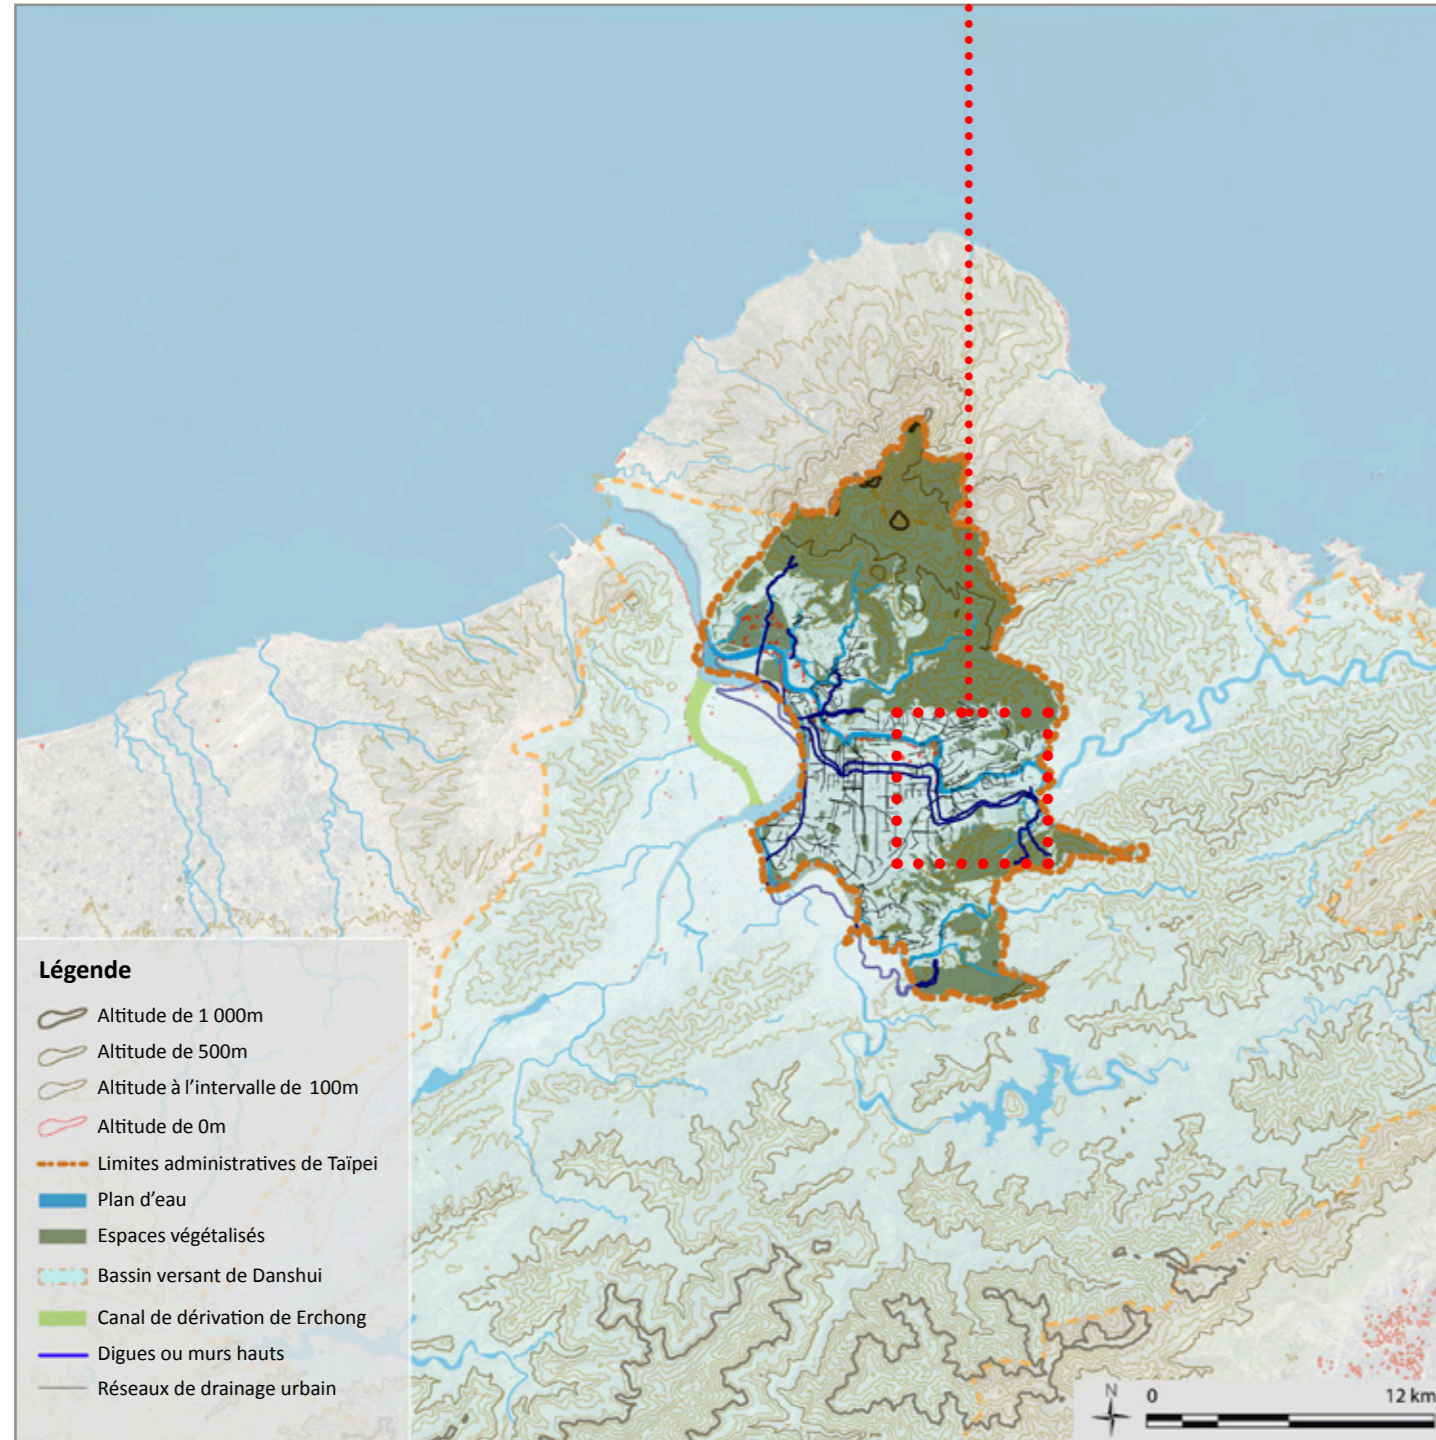 Légende
Altitude de 1 000m
Altitude de 500m
Altitude à l'intervalle de 100m
Altitude de 0m
Limites administratives de Taïpei
Plan d'eau
Espaces végétalisés
Bassin versant de Danshui
Canal de dérivation de Erchong
Digues ou murs hauts
Réseaux de drainage urbain
N
0 12 km